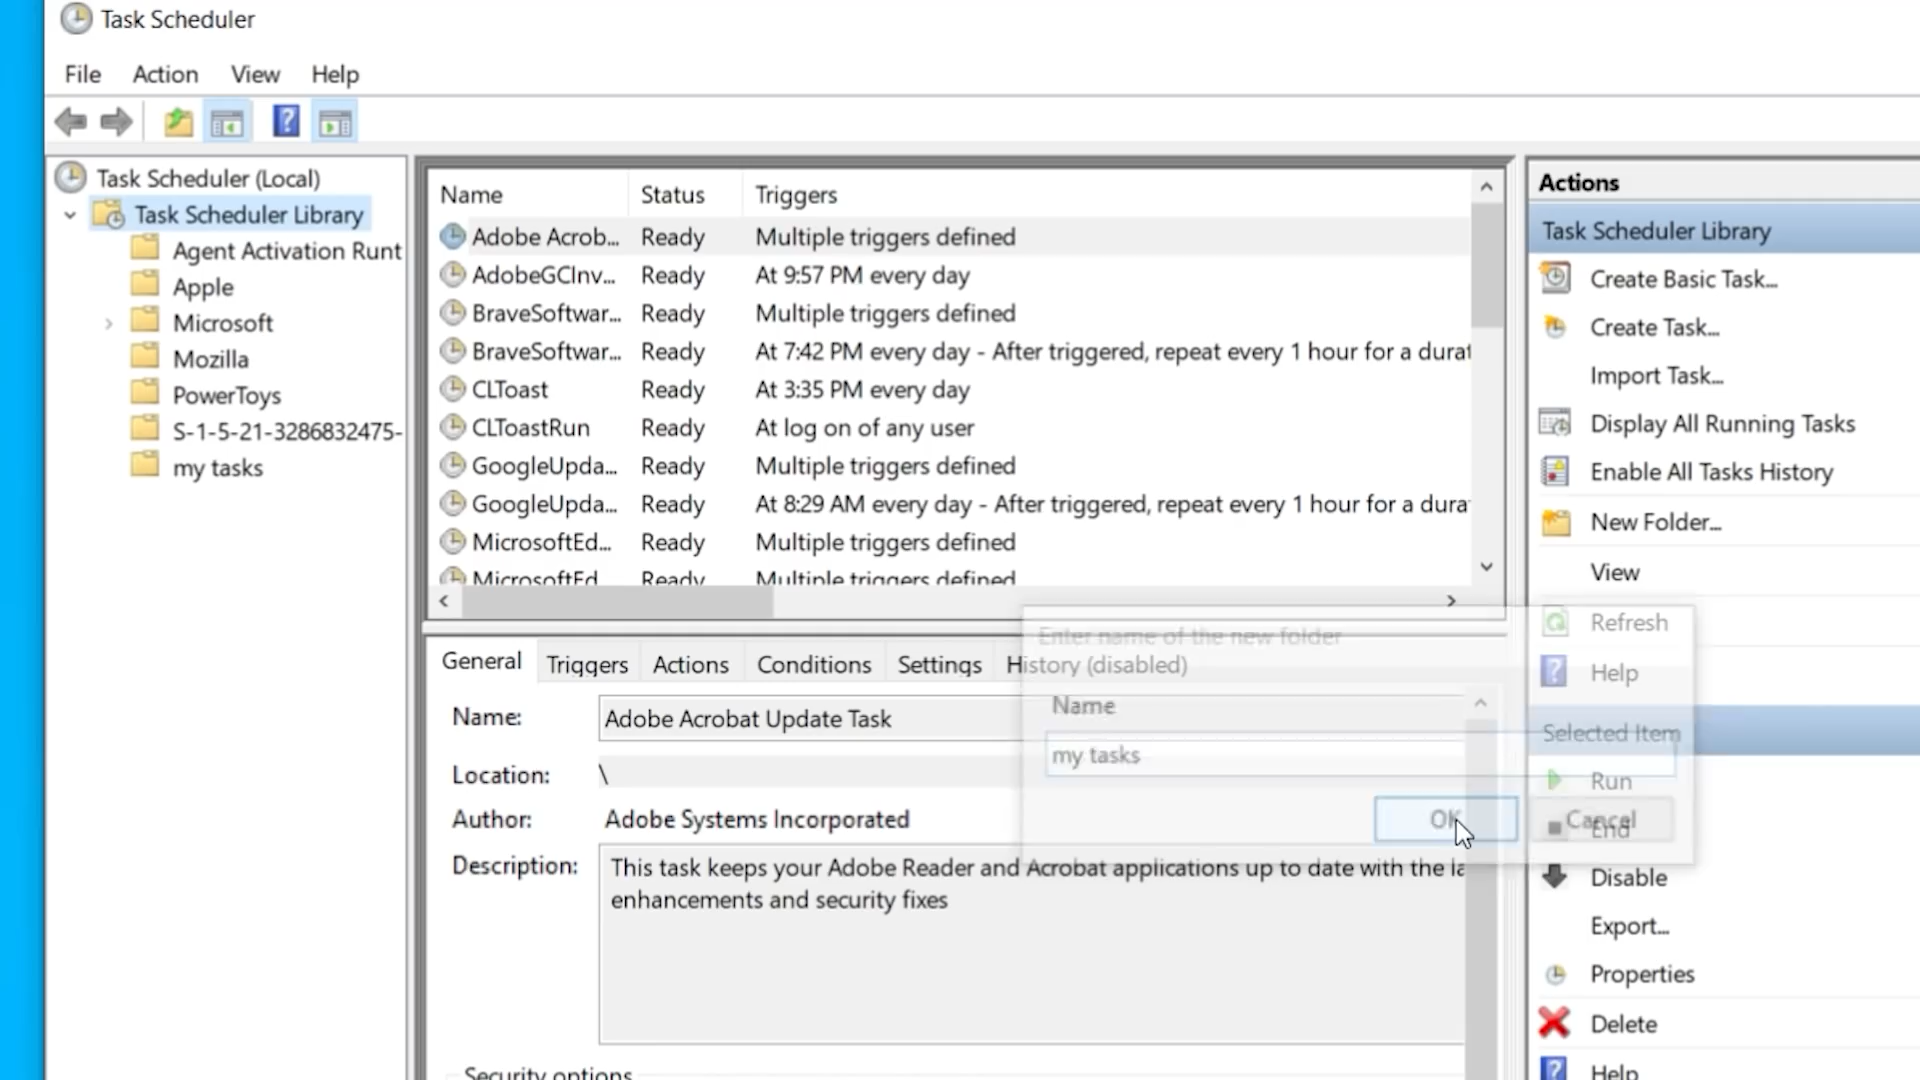 Task Scheduler
File Action View Help
Task Scheduler (Local)
Task Scheduler Library
Agent Activation Runt
Apple
Microsoft
Mozilla
PowerToys
S-1-5-21-3286832475-
my tasks
Name Status Triggers
Adobe Acrob... Ready Multiple triggers defined
AdobeGCInv... Ready At 9:57 PM every day
BraveSoftwar... Ready Multiple triggers defined
BraveSoftwar... Ready At 7:42 PM every day - After triggered, repeat every 1 hour for a durat
CLToast Ready At 3:35 PM every day
CLToastRun Ready At log on of any user
GoogleUpda... Ready Multiple triggers defined
GoogleUpda... Ready At 8:29 AM every day - After triggered, repeat every 1 hour for a dura
MicrosoftEd... Ready Multiple triggers defined
MicrosoftEd Ready Multiple triggers defined
General Triggers Actions Conditions Settings History (disabled)
Name: Adobe Acrobat Update Task
Location: \
Author: Adobe Systems Incorporated
Description: This task keeps your Adobe Reader and Acrobat applications up to date with the la
enhancements and security fixes
Security options
Enter name of the new folder
Name
my tasks
OK Cancel
Actions
Task Scheduler Library
Create Basic Task...
Create Task...
Import Task...
Display All Running Tasks
Enable All Tasks History
New Folder...
View
Refresh
Help
Selected Item
Run
End
Disable
Export...
Properties
Delete
Help